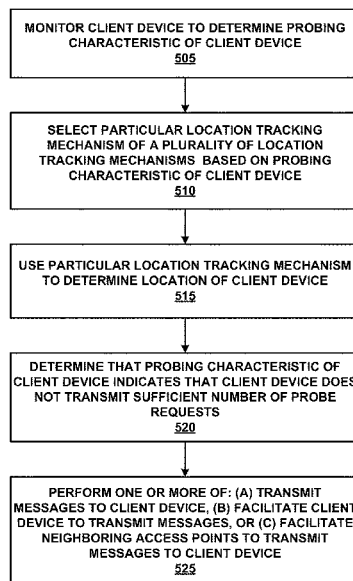 MONITOR CLIENT DEVICE TO DETERMINE PROBING
CHARACTERISTIC OF CLIENT DEVICE
505
SELECT PARTICULAR LOCATION TRACKING
MECHANISM OF A PLURALITY OF LOCATION
TRACKING MECHANISMS BASED ON PROBING
CHARACTERISTIC OF CLIENT DEVICE
510
USE PARTICULAR LOCATION TRACKING MECHANISM
TO DETERMINE LOCATION OF CLIENT DEVICE
515
DETERMINE THAT PROBING CHARACTERISTIC OF
CLIENT DEVICE INDICATES THAT CLIENT DEVICE DOES
NOT TRANSMIT SUFFICIENT NUMBER OF PROBE
REQUESTS
520
PERFORM ONE OR MORE OF: (A) TRANSMIT
MESSAGES TO CLIENT DEVICE, (B) FACILITATE CLIENT
DEVICE TO TRANSMIT MESSAGES, OR (C) FACILITATE
NEIGHBORING ACCESS POINTS TO TRANSMIT
MESSAGES TO CLIENT DEVICE
525